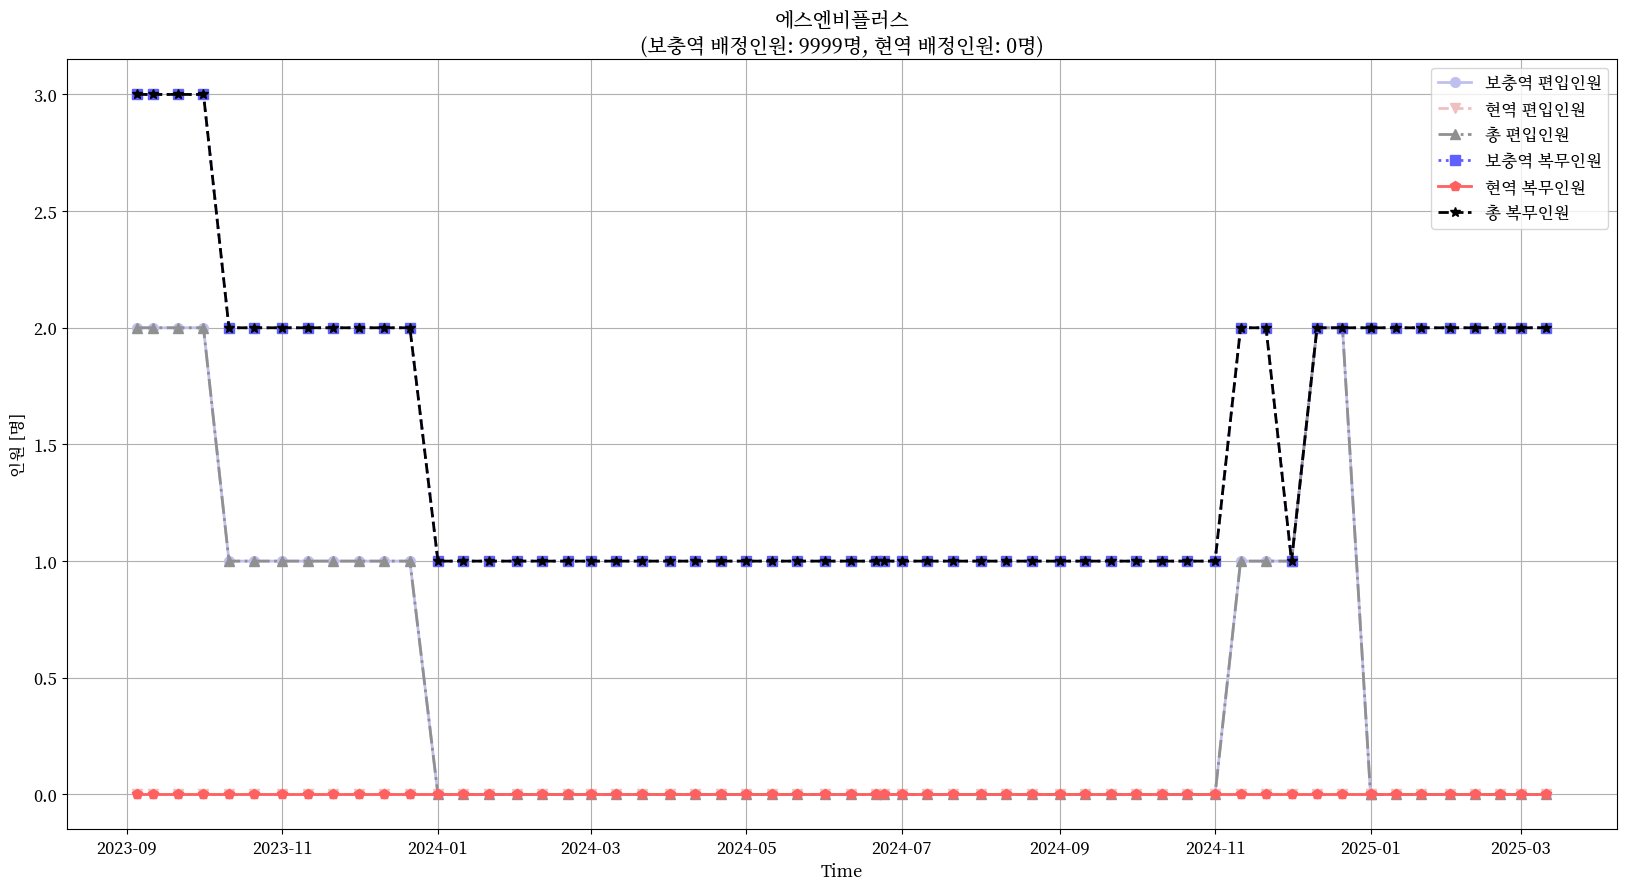 에스엔비플러스
(보충역 배정인원: 9999명, 현역 배정인원: 0명)
보충역 편입인원
현역 편입인원
총 편입인원
보충역 복무인원
현역 복무인원
총 복무인원
인원 [명]
3.0
2.5
2.0
1.5
1.0
0.5
0.0
2023-09
2023-11
2024-01
2024-03
2024-05
2024-07
2024-09
2024-11
2025-01
2025-03
Time